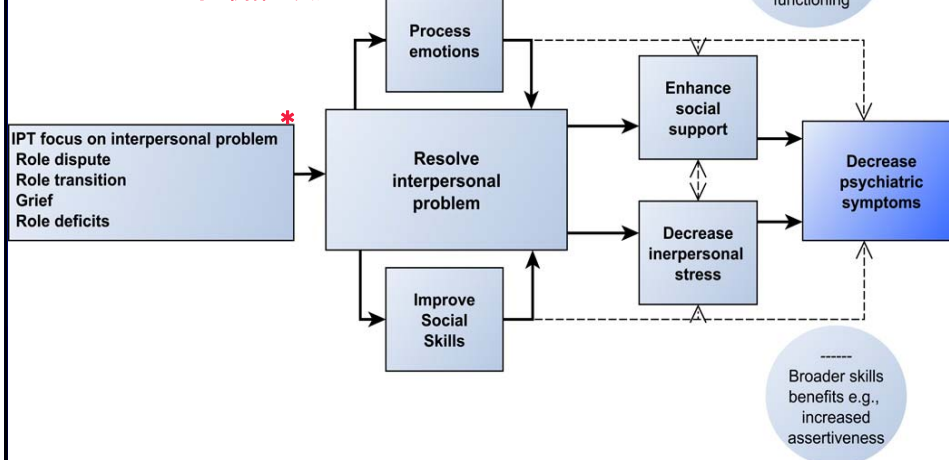 functioning
Process
emotions
Enhance
social
support
*
IPT focus on interpersonal problem
Role dispute
Role transition
Grief
Role deficits
Resolve
interpersonal
problem
Decrease
psychiatric
symptoms
Decrease
inerpersonal
stress
Improve
Social
Skills
------
Broader skills
benefits e.g.,
increased
assertiveness